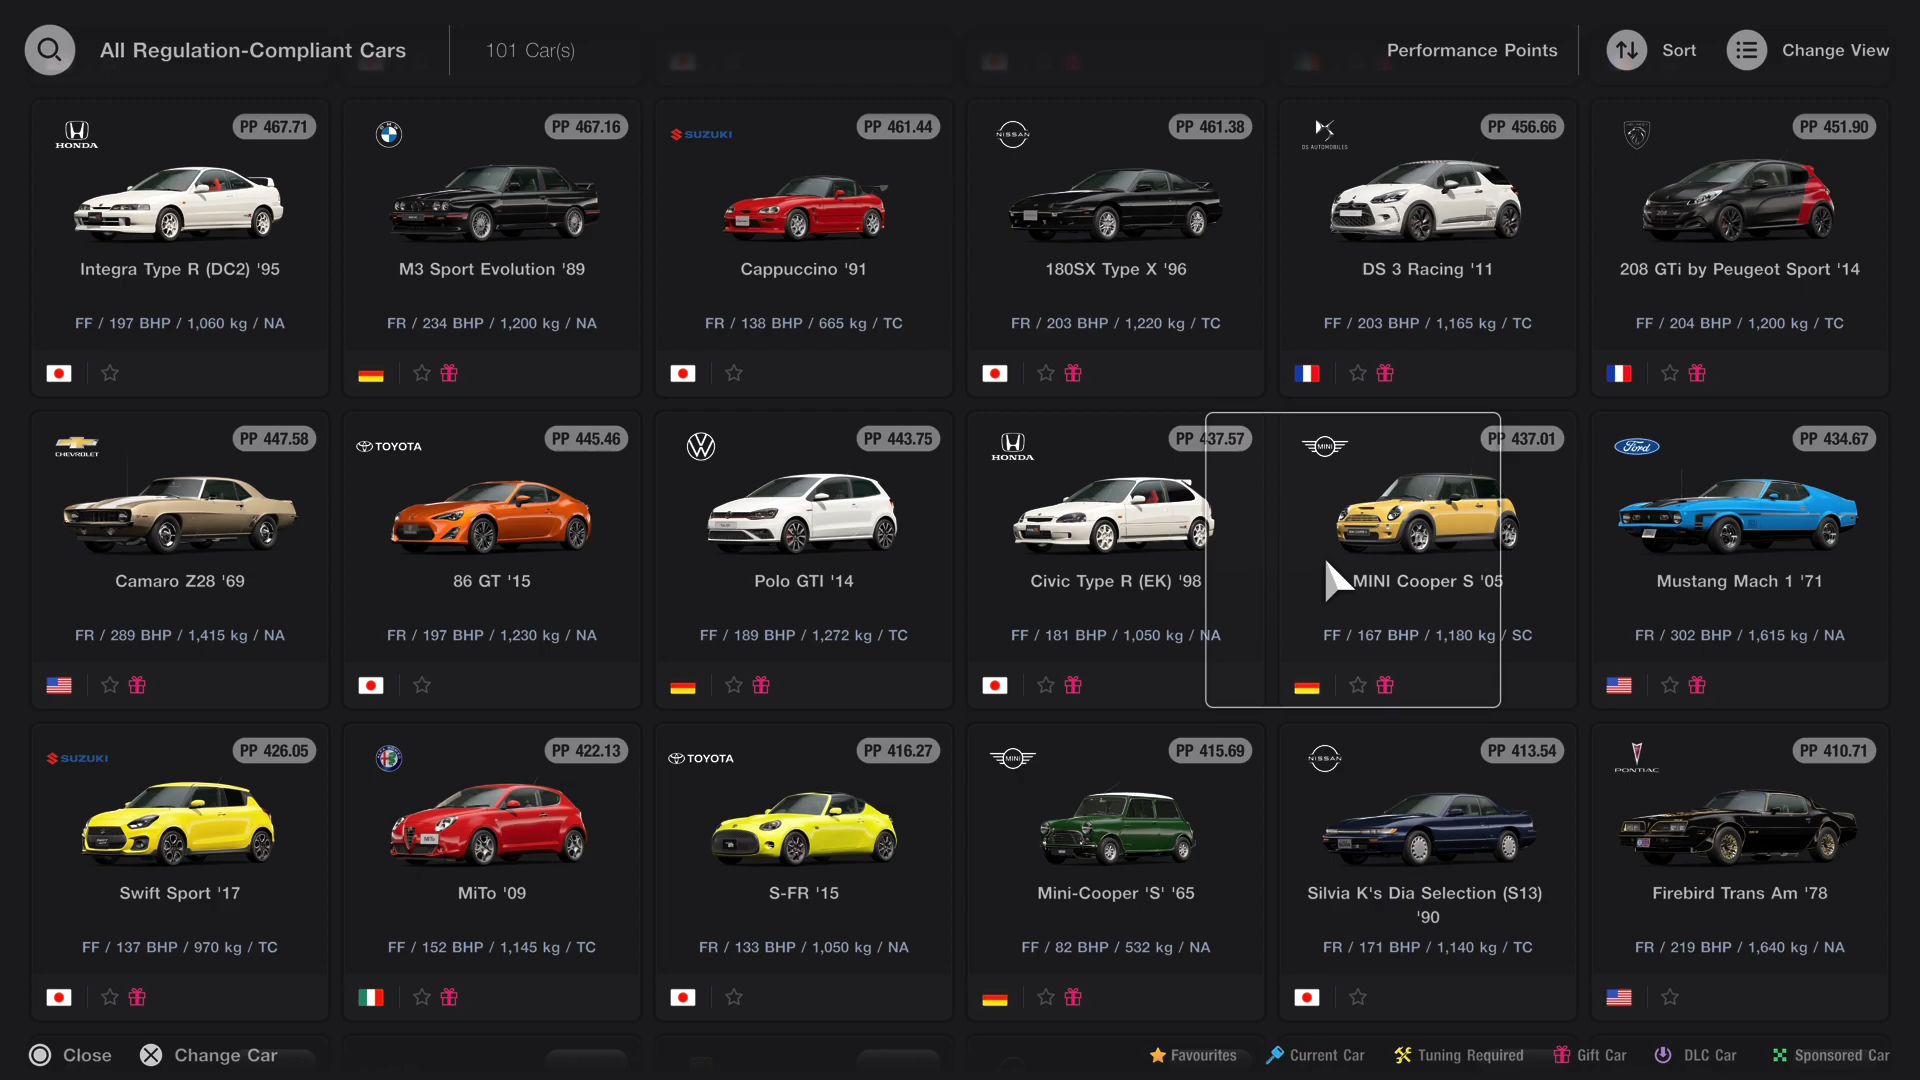 All Regulation-Compliant Cars
101 Car(s)
Performance Points
Sort
Change View
HONDA
PP 467.71
Integra Type R (DC2) '95
FF / 197 BHP / 1,060 kg / NA
PP 467.16
M3 Sport Evolution '89
FR / 234 BHP / 1,200 kg / NA
SUZUKI
PP 461.44
Cappuccino '91
FR / 138 BHP / 665 kg / TC
NISSAN
PP 461.38
180SX Type X '96
FR / 203 BHP / 1,220 kg / TC
DS AUTOMOBILES
PP 456.66
DS 3 Racing '11
FF / 203 BHP / 1,165 kg / TC
PP 451.90
208 GTi by Peugeot Sport '14
FF / 204 BHP / 1,200 kg / TC
CHEVROLET
PP 447.58
Camaro Z28 '69
FR / 289 BHP / 1,415 kg / NA
TOYOTA
PP 445.46
86 GT '15
FR / 197 BHP / 1,230 kg / NA
PP 443.75
Polo GTI '14
FF / 189 BHP / 1,272 kg / TC
HONDA
PP 437.57
Civic Type R (EK) '98
FF / 181 BHP / 1,050 kg / NA
MINI
PP 437.01
MINI Cooper S '05
FF / 167 BHP / 1,180 kg / SC
Ford
PP 434.67
Mustang Mach 1 '71
FR / 302 BHP / 1,615 kg / NA
SUZUKI
PP 426.05
Swift Sport '17
FF / 137 BHP / 970 kg / TC
PP 422.13
MiTo '09
FF / 152 BHP / 1,145 kg / TC
TOYOTA
PP 416.27
S-FR '15
FR / 133 BHP / 1,050 kg / NA
MINI
PP 415.69
Mini-Cooper 'S' '65
FF / 82 BHP / 532 kg / NA
NISSAN
PP 413.54
Silvia K's Dia Selection (S13)
'90
FR / 171 BHP / 1,140 kg / TC
PONTIAC
PP 410.71
Firebird Trans Am '78
FR / 219 BHP / 1,640 kg / NA
Close
Change Car
Favourites
Current Car
Tuning Required
Gift Car
DLC Car
Sponsored Car